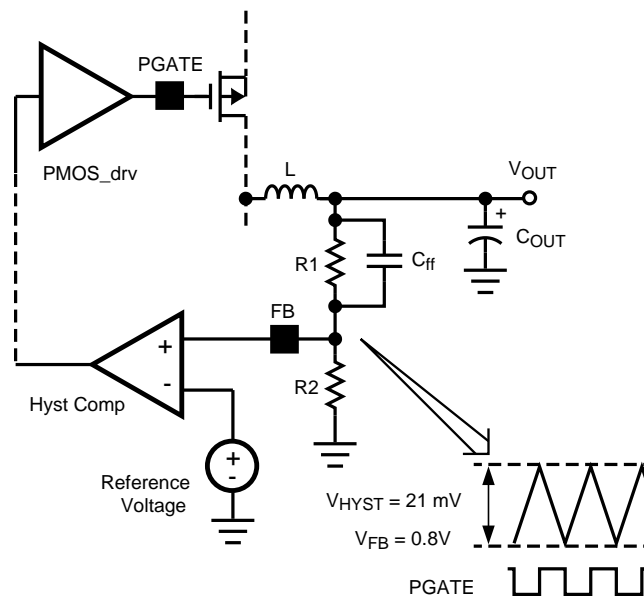 PGATE
PMOS_drv
L
VOUT
+
COUT
R1
Cff
FB
+
-
R2
Hyst Comp
+
-
Reference
Voltage
VHYST = 21 mV
VFB = 0.8V
PGATE